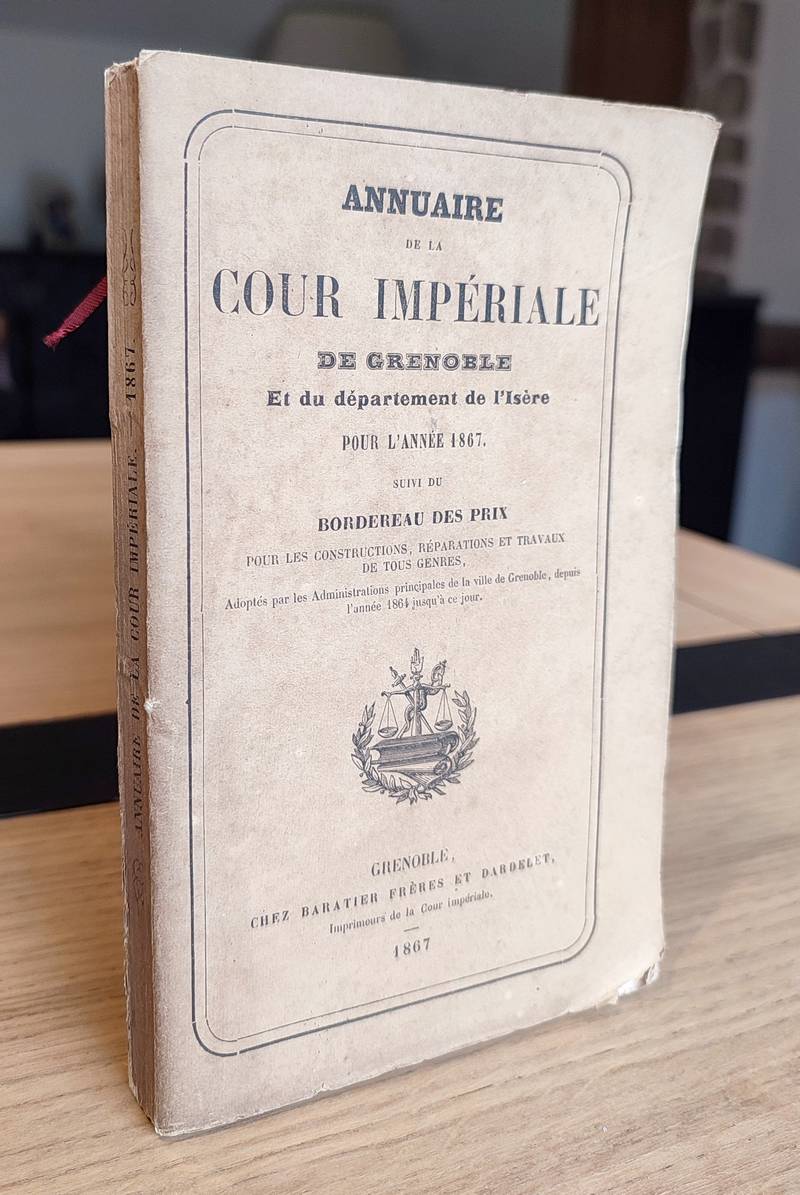 ANNUAIRE
DE LA
COUR IMPÉRIALE
DE GRENOBLE
Et du département de l'Isère
POUR L'ANNÉE 1867.
SUIVI DU
BORDEREAU DES PRIX
POUR LES CONSTRUCTIONS, RÉPARATIONS ET TRAVAUX
DE TOUS GENRES,
Adoptés par les Administrations principales de la ville de Grenoble, depuis
l'année 1864 jusqu'à ce jour.
GRENOBLE,
CHEZ BARATIER FRÈRES ET DARDELET,
Imprimeurs de la Cour impériale.
1867
ANNUAIRE DE LA COUR IMPÉRIALE. 1867